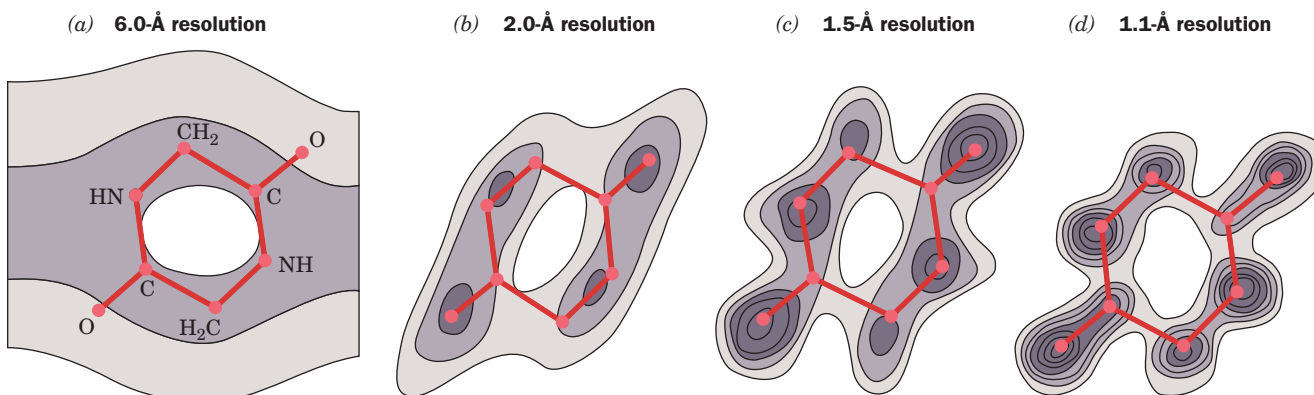 (a) 6.0-Å resolution
(b) 2.0-Å resolution
(c) 1.5-Å resolution
(d) 1.1-Å resolution
CH₂
O
HN
C
NH
C
O
H₂C